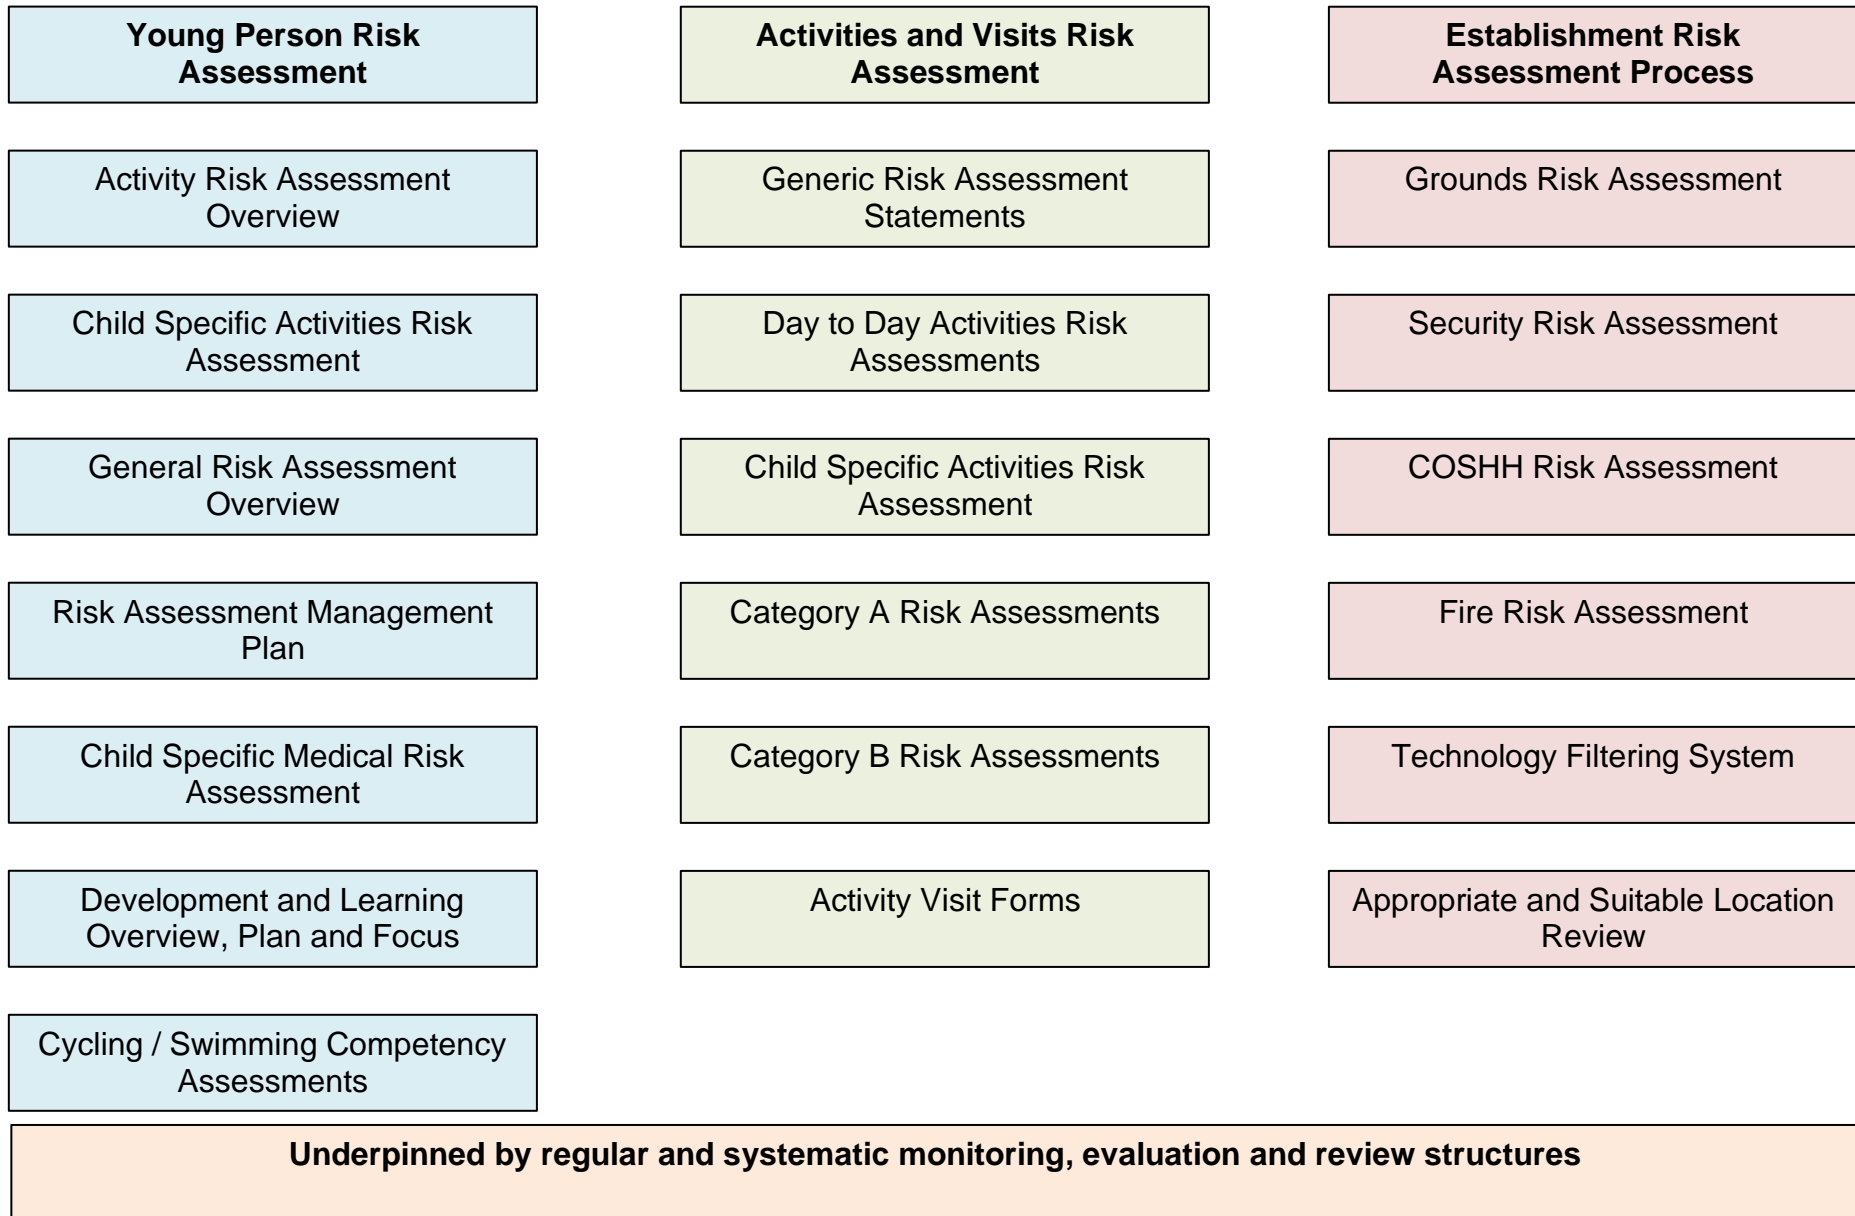 Young Person Risk
Assessment
Activities and Visits Risk
Assessment
Establishment Risk
Assessment Process
Activity Risk Assessment
Overview
Generic Risk Assessment
Statements
Grounds Risk Assessment
Child Specific Activities Risk
Assessment
Day to Day Activities Risk
Assessments
Security Risk Assessment
General Risk Assessment
Overview
Child Specific Activities Risk
Assessment
COSHH Risk Assessment
Risk Assessment Management
Plan
Category A Risk Assessments
Fire Risk Assessment
Child Specific Medical Risk
Assessment
Category B Risk Assessments
Technology Filtering System
Development and Learning
Overview, Plan and Focus
Activity Visit Forms
Appropriate and Suitable Location
Review
Cycling / Swimming Competency
Assessments
Underpinned by regular and systematic monitoring, evaluation and review structures